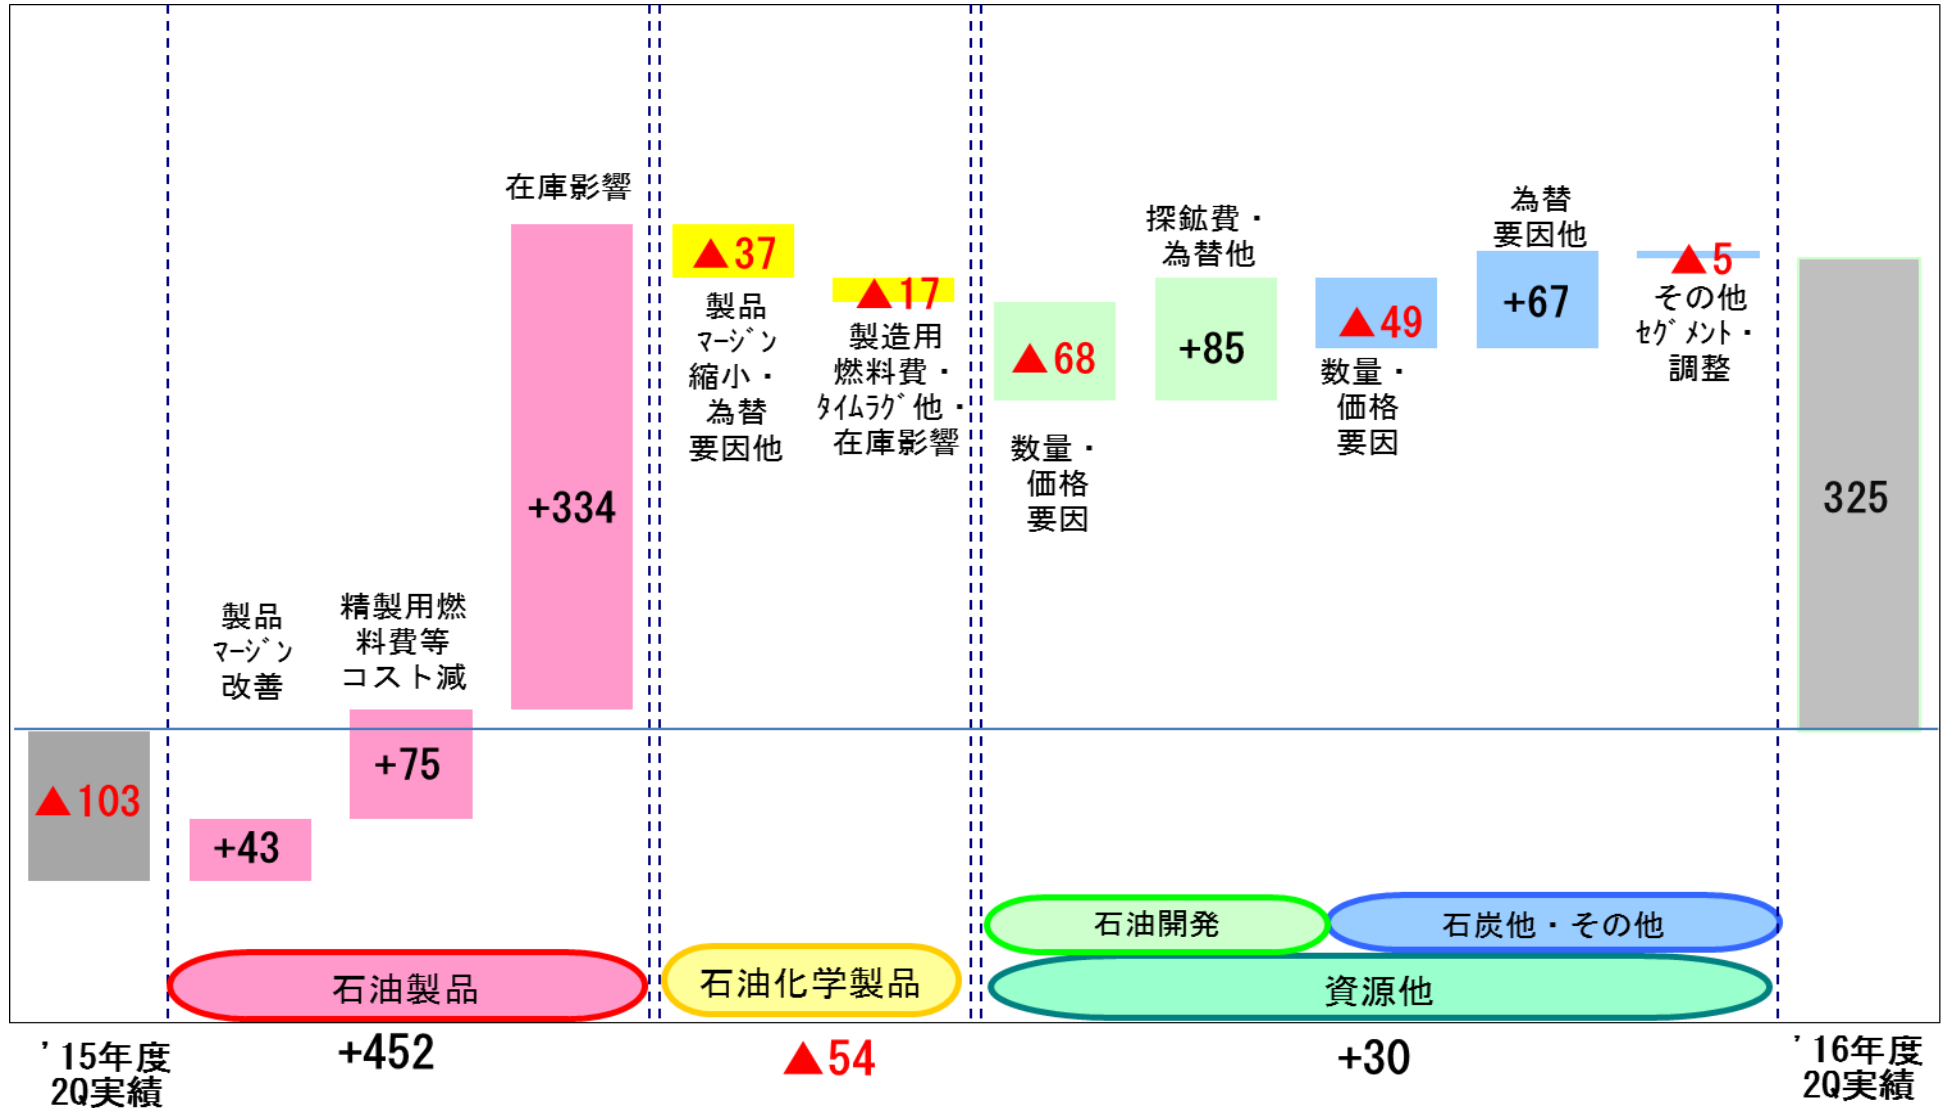 ▲103
製品
ﾏｰｼﾞﾝ
改善
+43
精製用燃
料費等
コスト減
+75
在庫影響
+334
▲37
製品
ﾏｰｼﾞﾝ
縮小・
為替
要因他
▲17
製造用
燃料費・
ﾀｲﾑﾗｸﾞ他・
在庫影響
▲68
数量・
価格
要因
探鉱費・
為替他
+85
▲49
数量・
価格
要因
為替
要因他
+67
▲5
その他
ｾｸﾞﾒﾝﾄ・
調整
325
石油開発
石炭他・その他
石油製品
石油化学製品
資源他
'15年度
2Q実績
+452
▲54
+30
'16年度
2Q実績